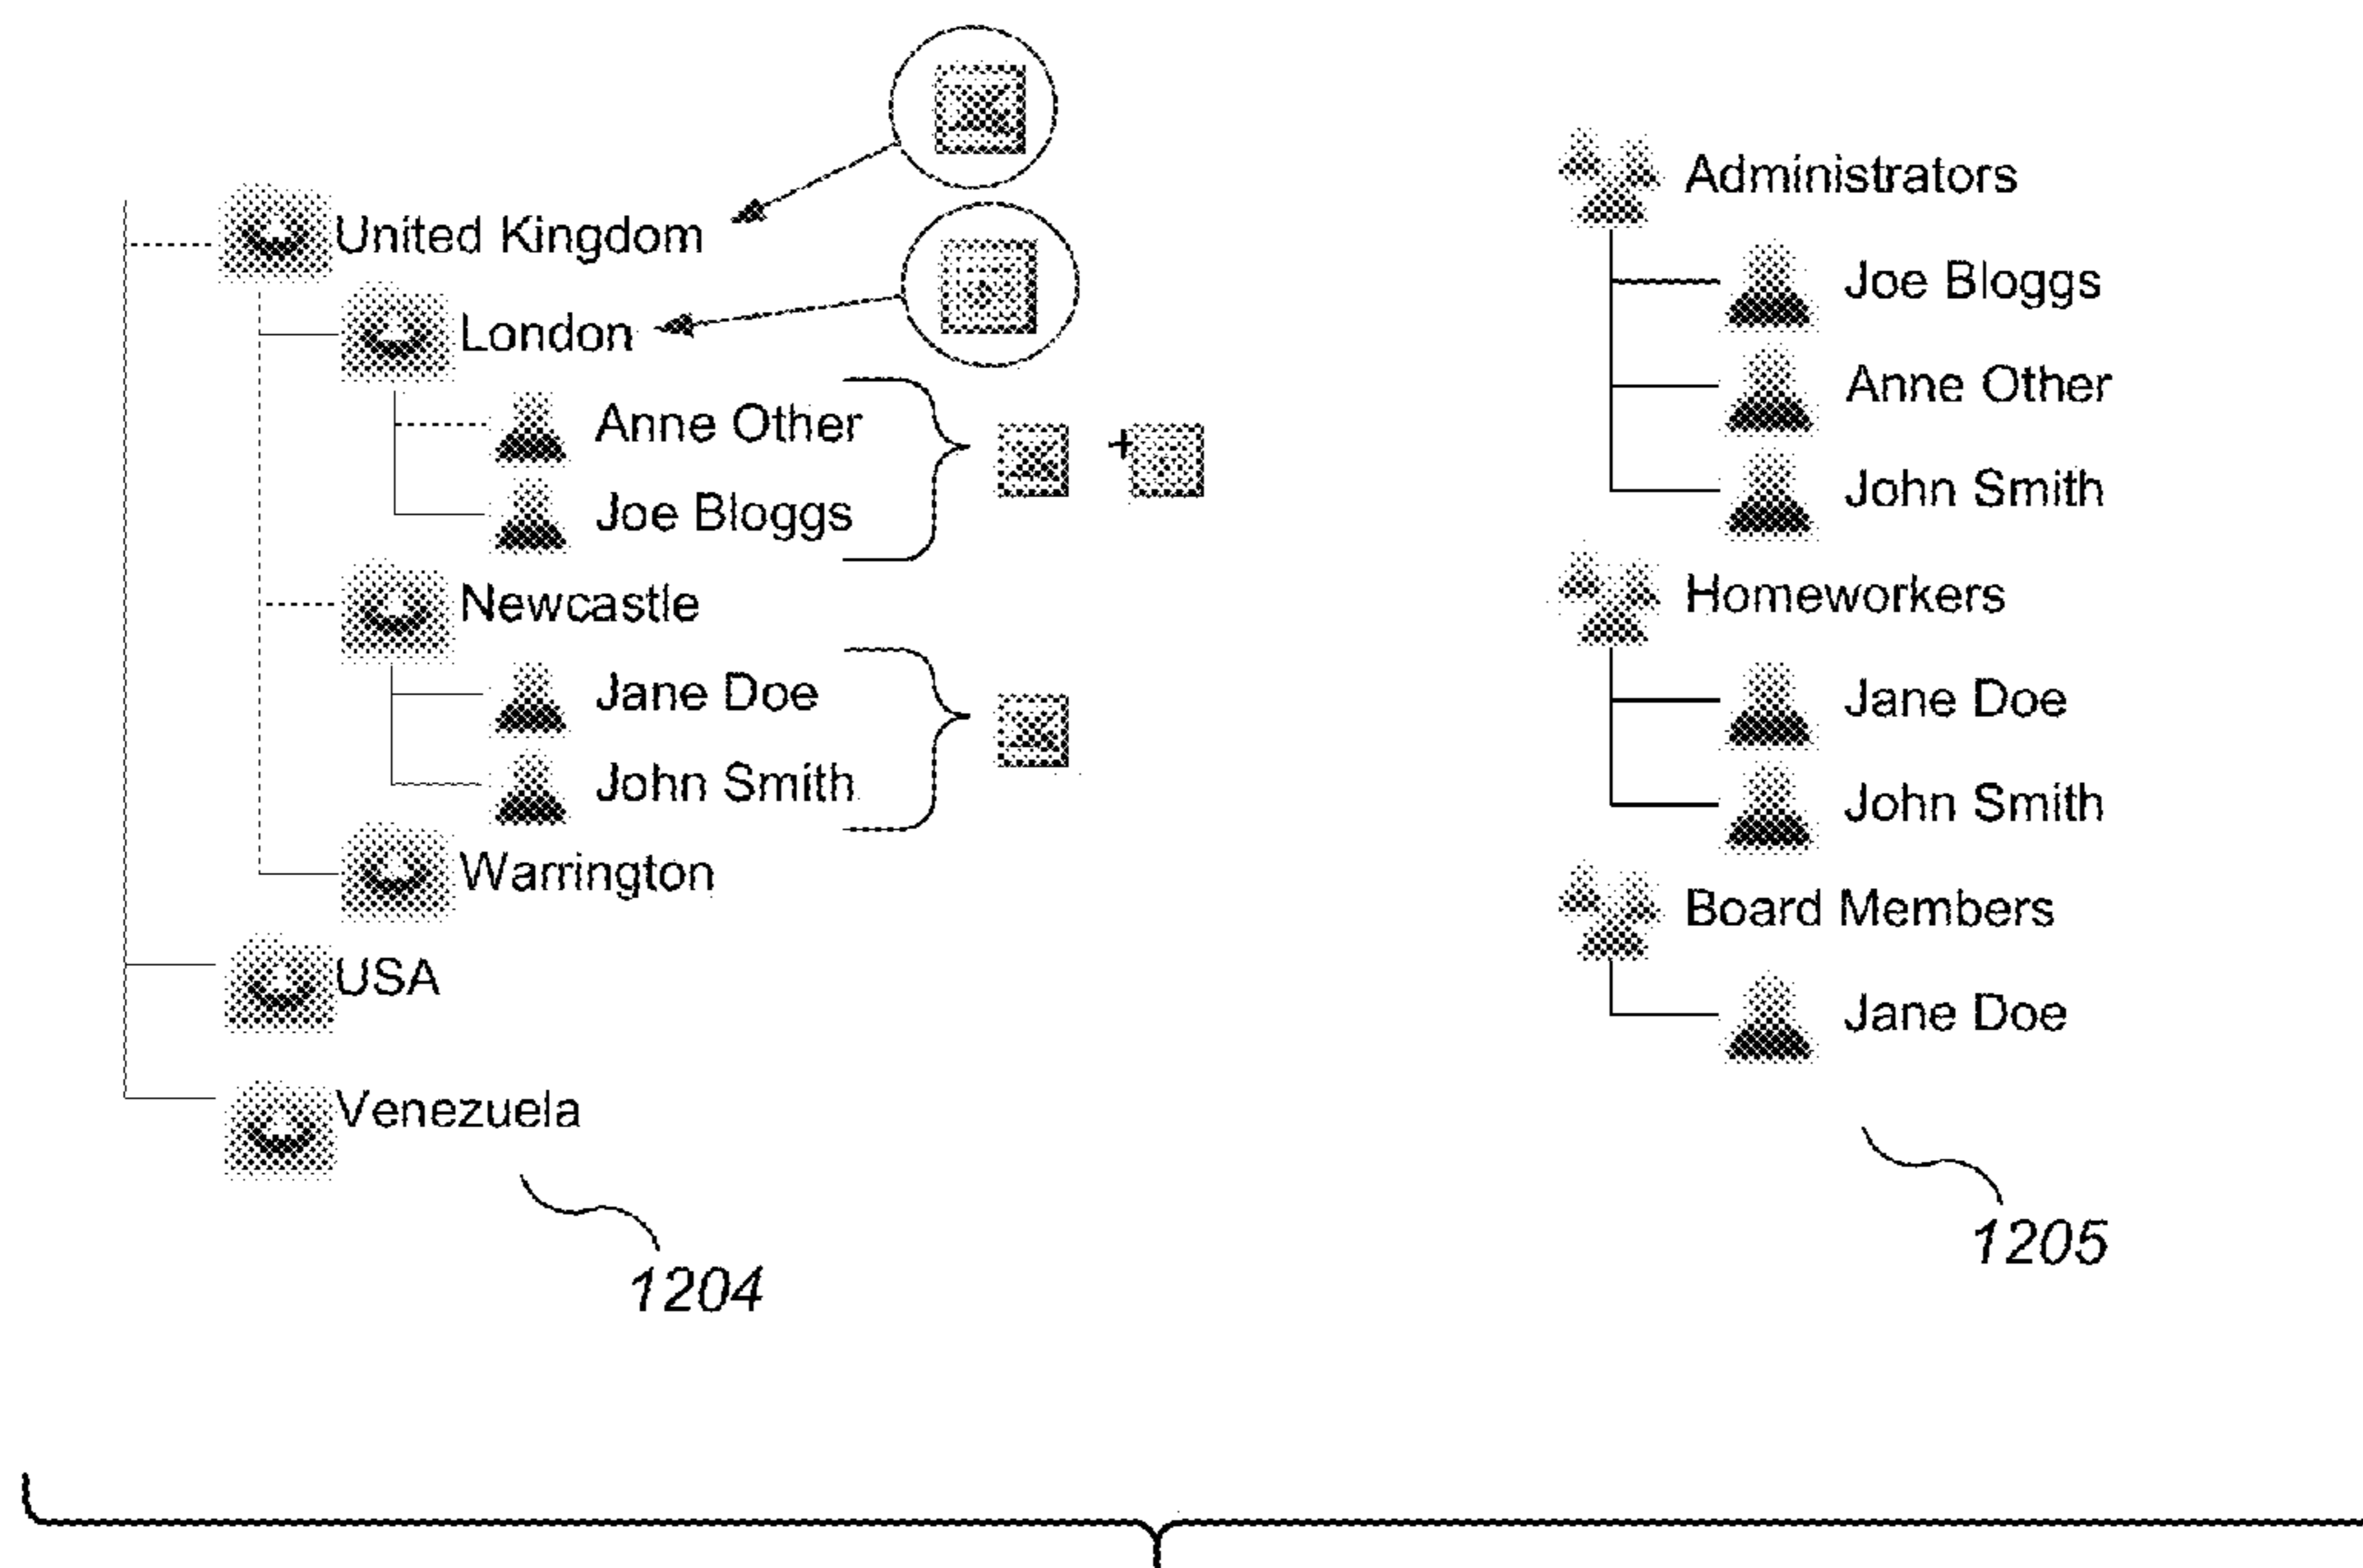 United Kingdom
London
Anne Other
+
Joe Bloggs
Newcastle
Jane Doe
John Smith
Warrington
USA
Venezuela
1204
Administrators
Joe Bloggs
Anne Other
John Smith
Homeworkers
Jane Doe
John Smith
Board Members
Jane Doe
1205